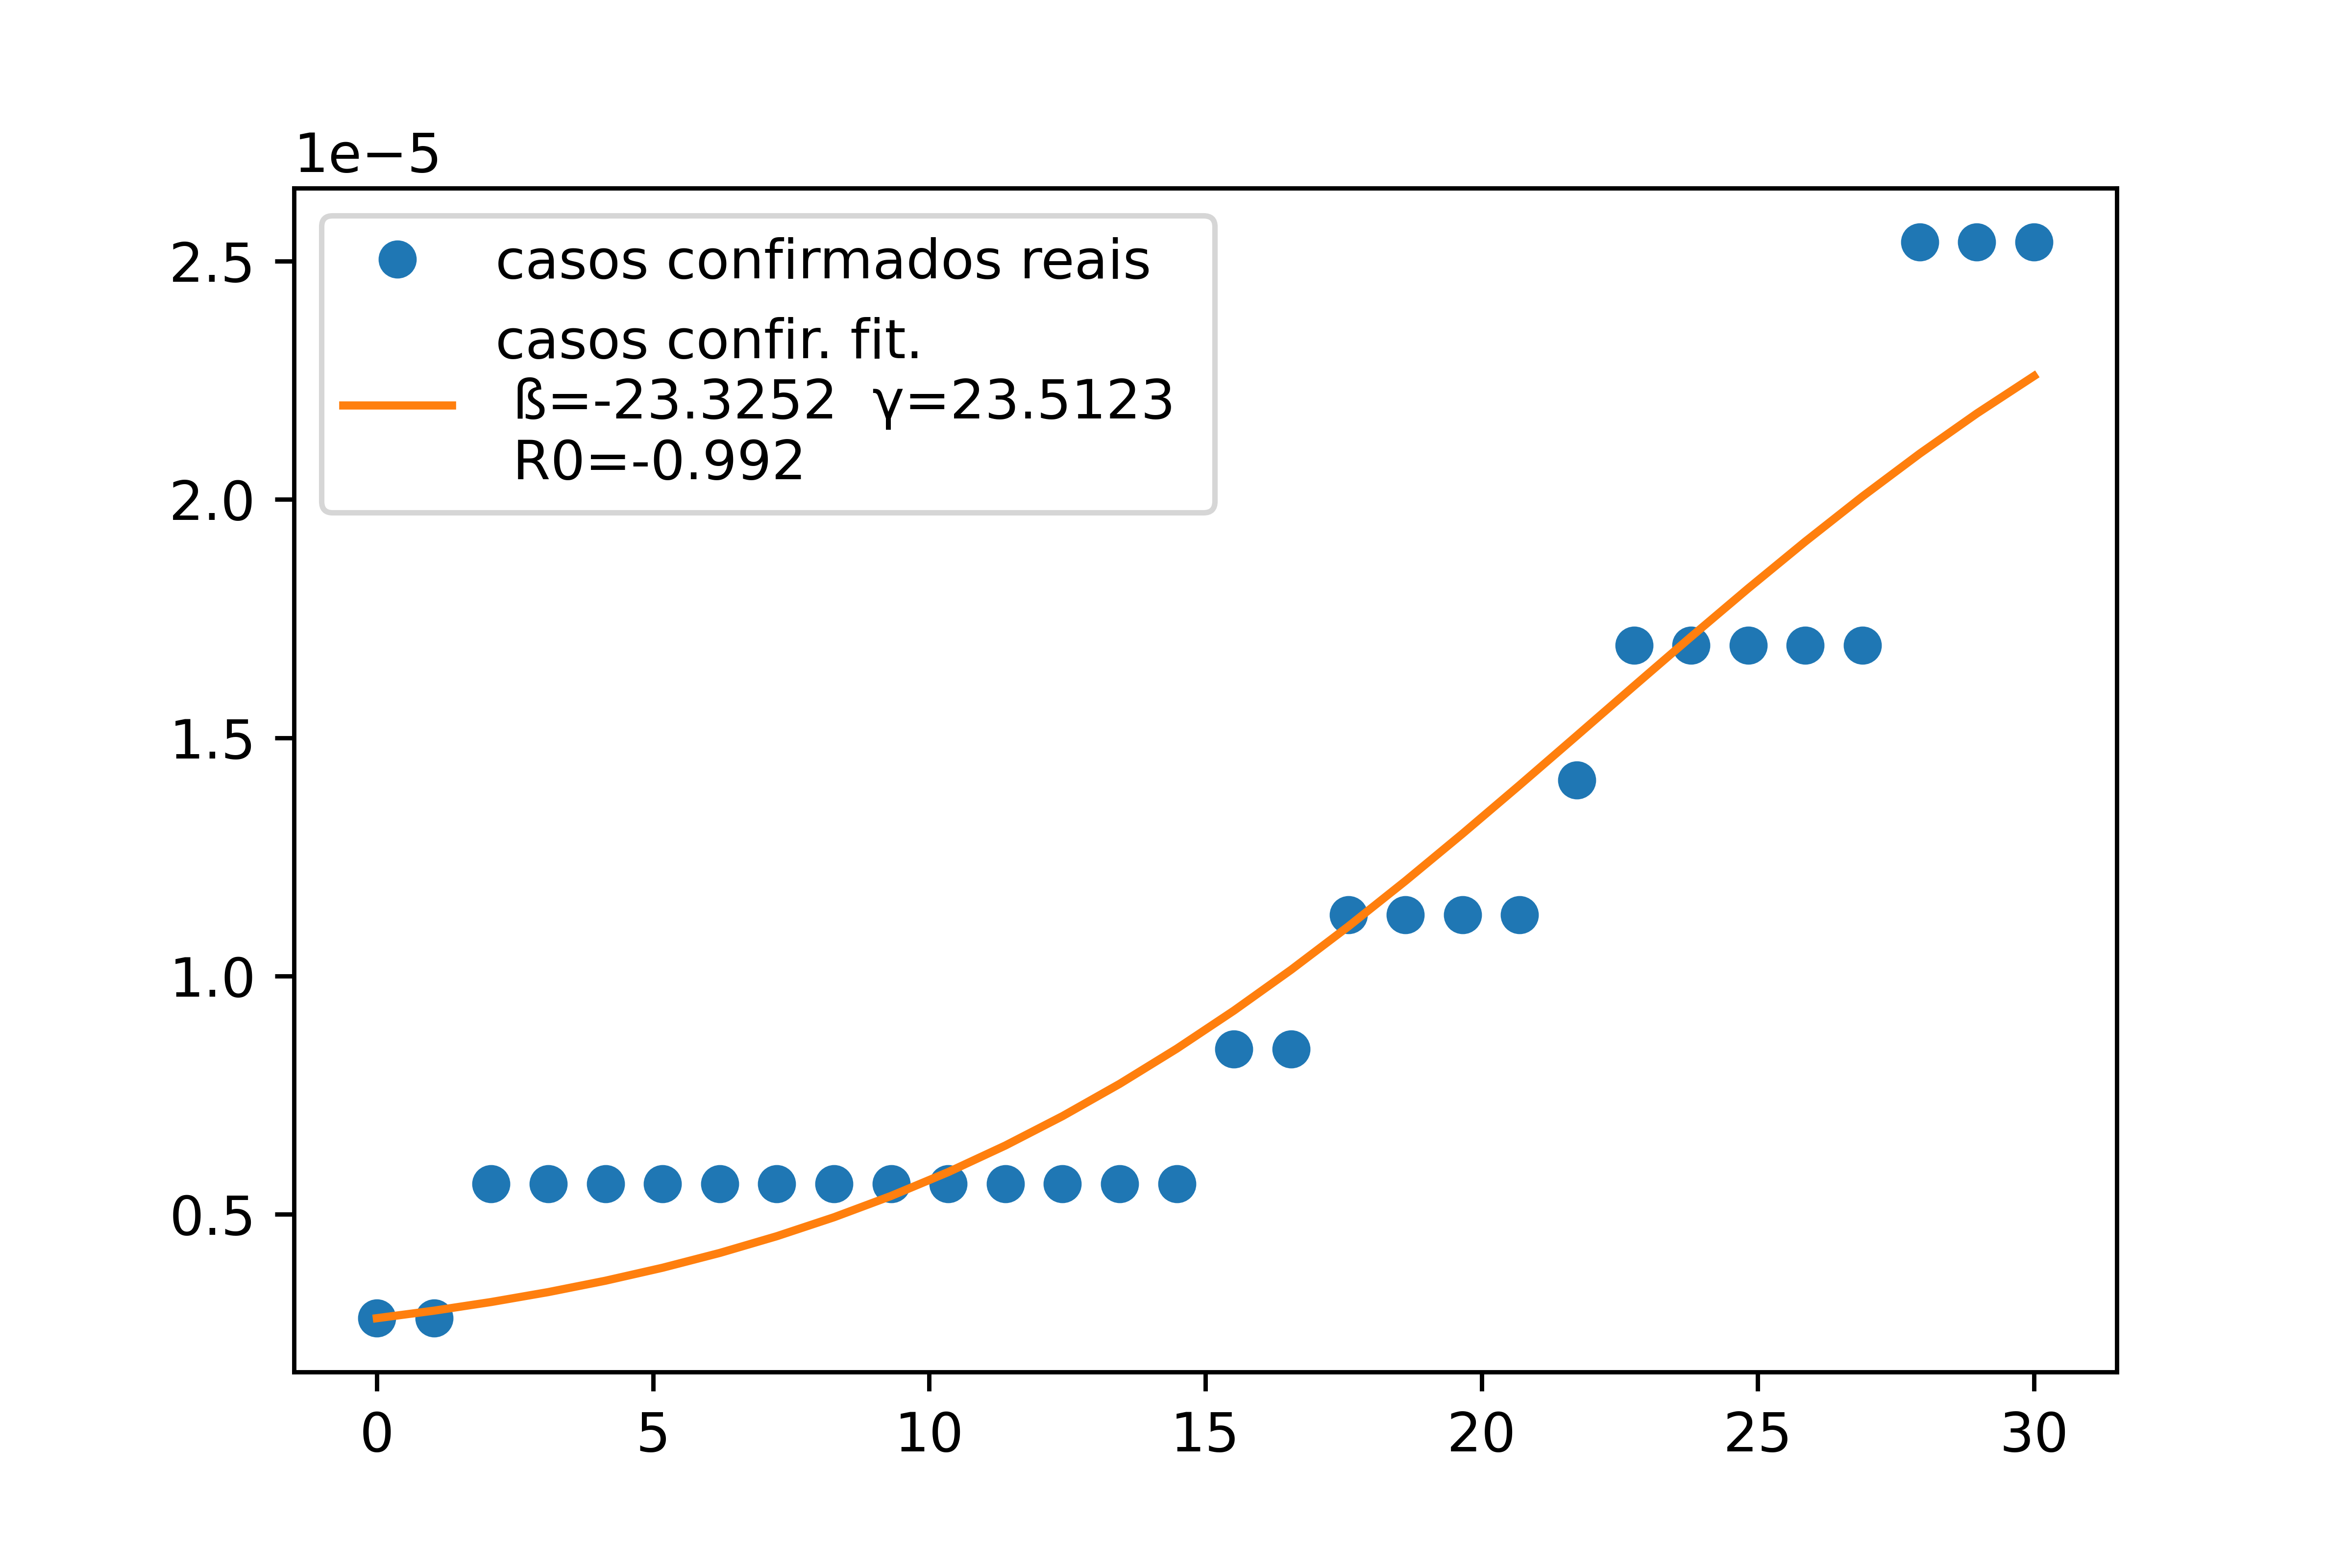 1e−5
2.5
2.0
1.5
1.0
0.5
casos confirmados reais
casos confir. fit.
ß=-23.3252 γ=23.5123
R0=-0.992
0 5 10 15 20 25 30